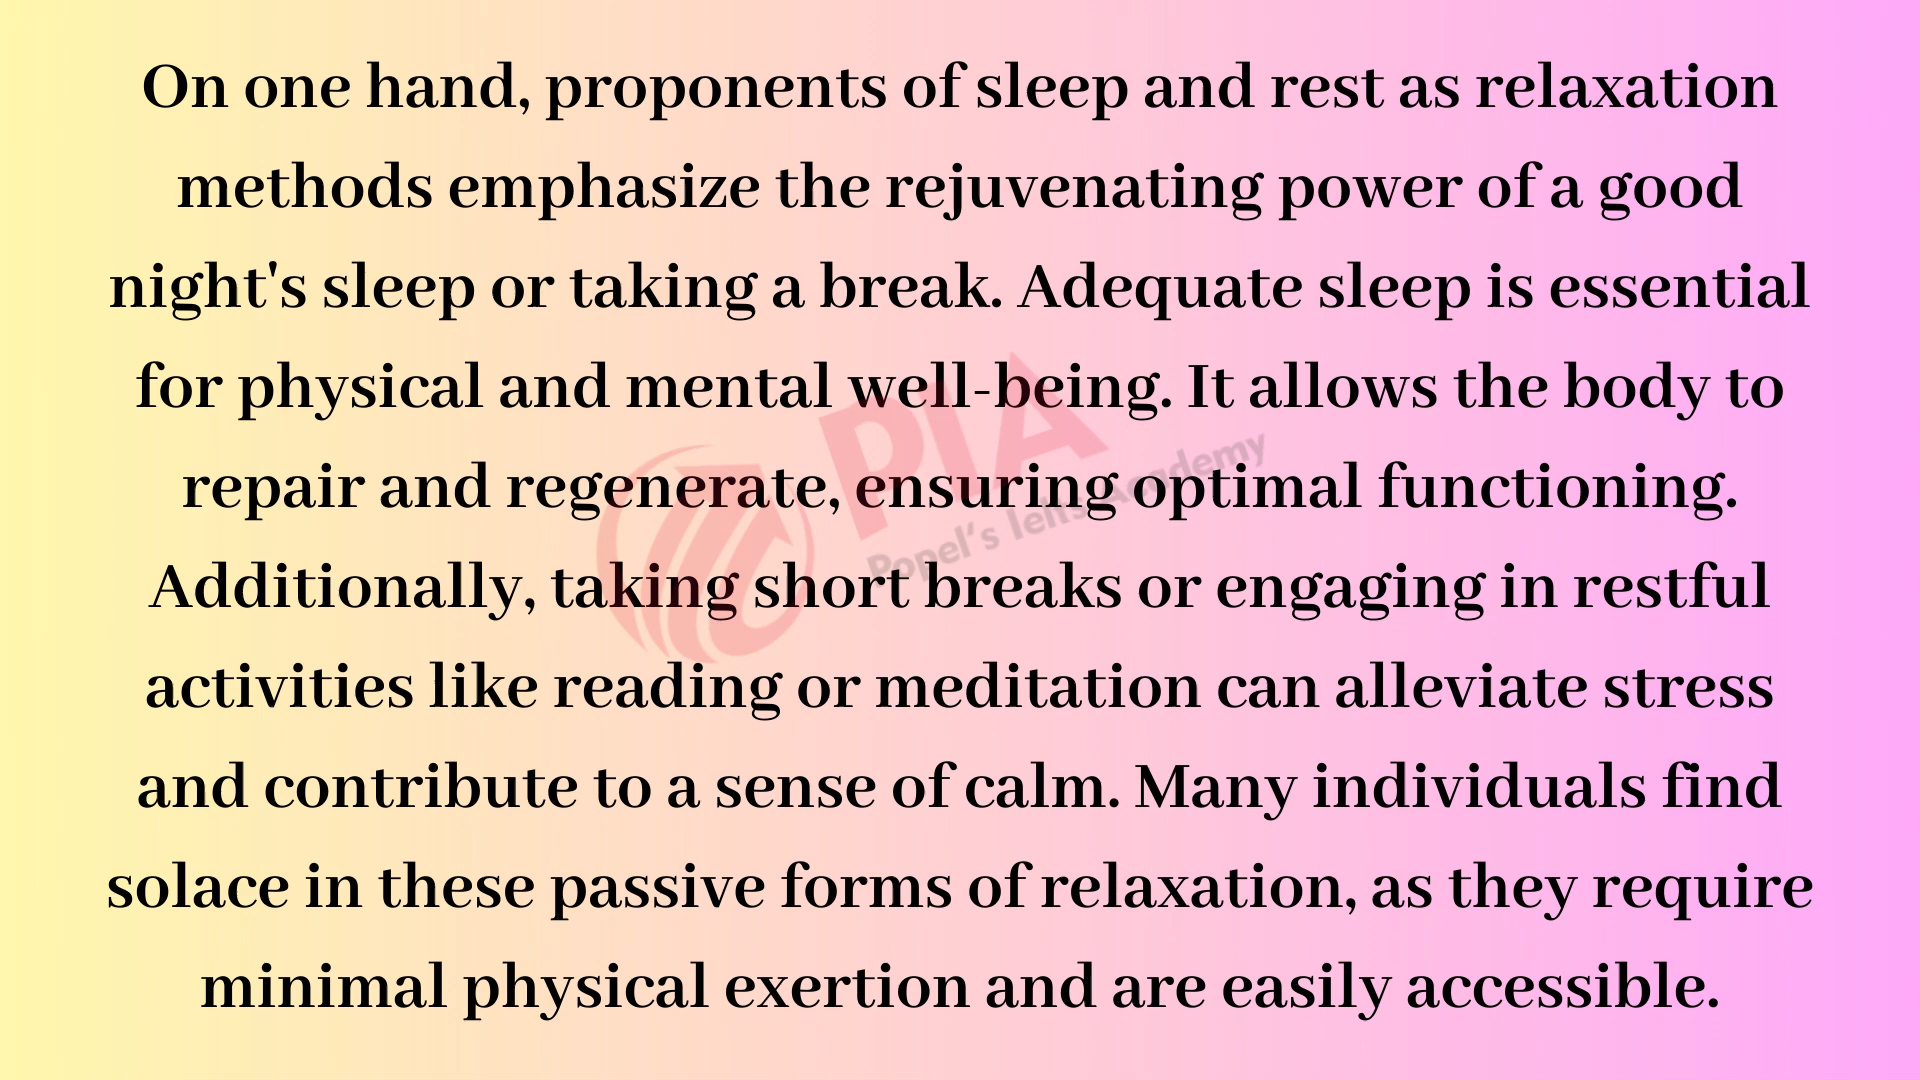 On one hand, proponents of sleep and rest as relaxation
methods emphasize the rejuvenating power of a good
night's sleep or taking a break. Adequate sleep is essential
for physical and mental well-being. It allows the body to
repair and regenerate, ensuring optimal functioning.
Additionally, taking short breaks or engaging in restful
activities like reading or meditation can alleviate stress
and contribute to a sense of calm. Many individuals find
solace in these passive forms of relaxation, as they require
minimal physical exertion and are easily accessible.
PIA
Popel's Ielts Academy